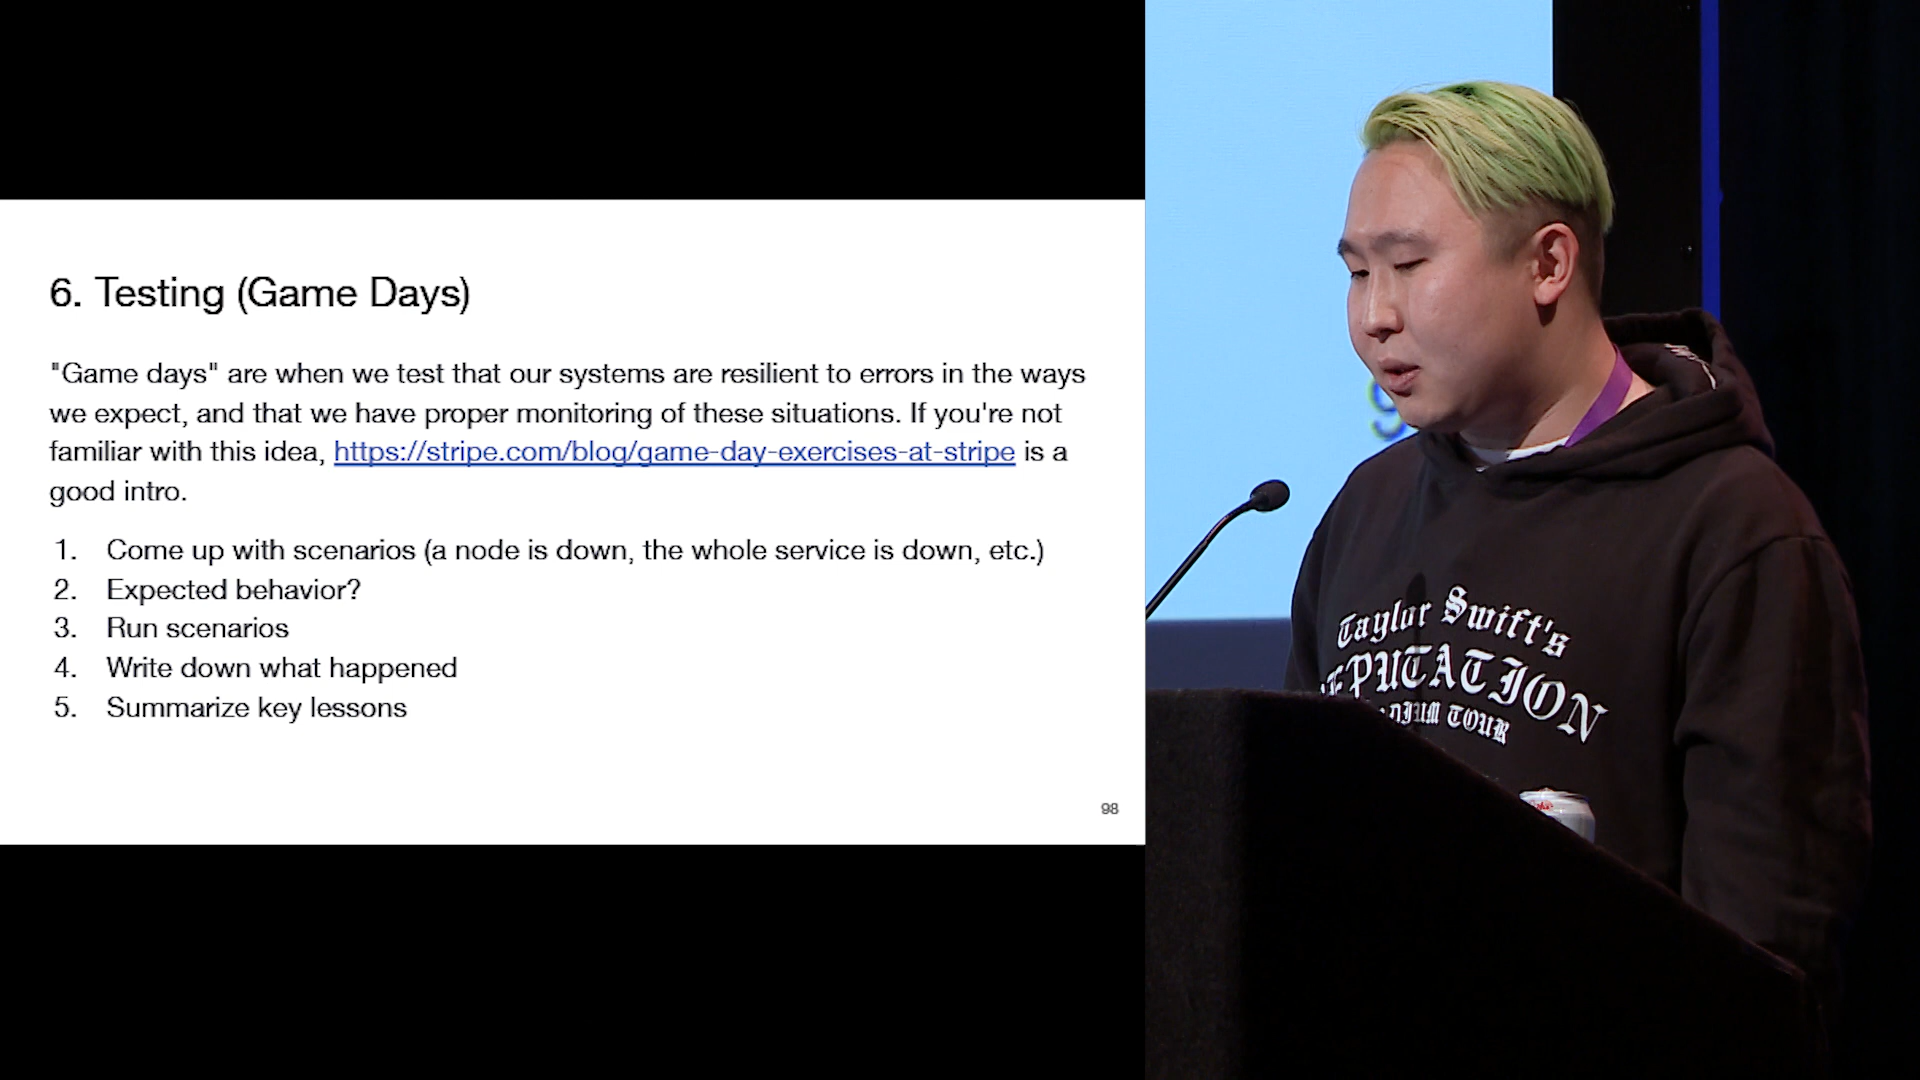 6. Testing (Game Days)
"Game days" are when we test that our systems are resilient to errors in the ways
we expect, and that we have proper monitoring of these situations. If you're not
familiar with this idea, https://stripe.com/blog/game-day-exercises-at-stripe is a
good intro.
1. Come up with scenarios (a node is down, the whole service is down, etc.)
2. Expected behavior?
3. Run scenarios
4. Write down what happened
5. Summarize key lessons
98
9
Taylor Swift's
EPUTATION
DIUM TOUR